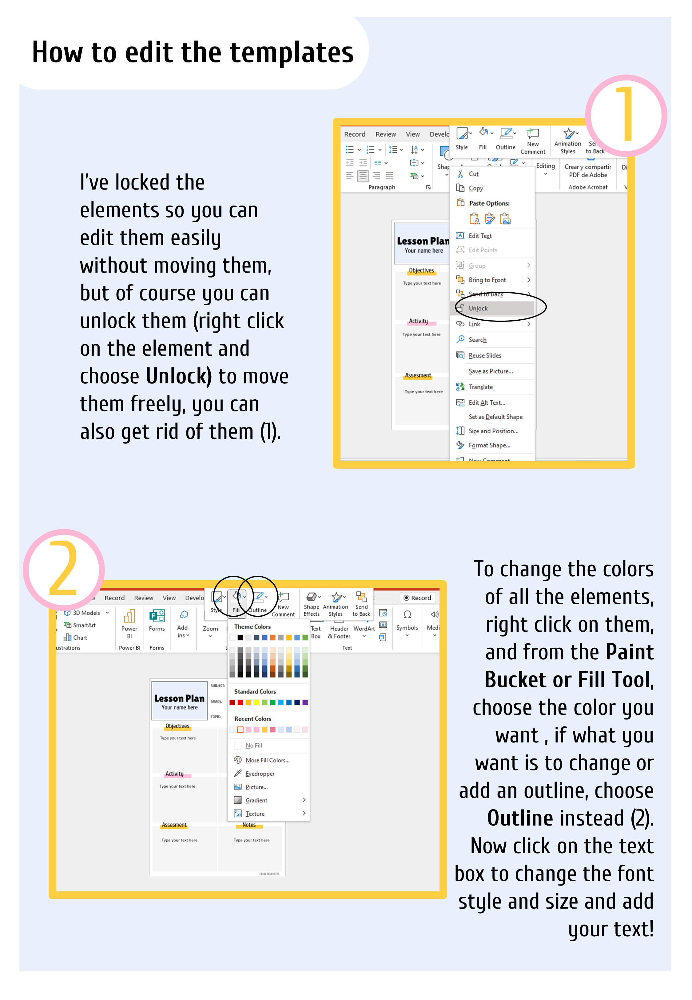 How to edit the templates
1
I've locked the
elements so you can
edit them easily
without moving them,
but of course you can
unlock them (right click
on the element and
choose Unlock) to move
them freely, you can
also get rid of them (1).
Record Review View Develo
Style Fill Outline New Comment Animation Styles to Back
Paragraph
Editing
Crear y compartir PDF de Adobe
Adobe Acrobat
Cut
Copy
Paste Options:
Edit Text
Edit Points
Group
Bring to Front
Send to Back
Unlock
Link
Search
Reuse Slides
Save as Picture...
Translate
Edit Alt Text...
Set as Default Shape
Size and Position...
Format Shape...
New Comment
Lesson Plan
Your name here
Objectives
Type your text here
Activity
Type your text here
Assesment
Type your text here
2
Record Review View Develo
Style Fill Outline New Comment Shape Effects Animation Styles Send to Back
Record
3D Models
SmartArt
Chart
ustrations
Power BI
Power BI
Forms
Forms
Add-ins
Zoom
Text Box
Header & Footer
WordArt
Text
Symbols
Medi
Theme Colors
Standard Colors
Recent Colors
No Fill
More Fill Colors...
Eyedropper
Picture...
Gradient
Texture
Lesson Plan
Your name here
SUBJECT:
GRADE:
TOPIC:
Objectives
Type your text here
Activity
Type your text here
Assesment
Type your text here
Notes
Type your text here
To change the colors
of all the elements,
right click on them,
and from the Paint
Bucket or Fill Tool,
choose the color you
want , if what you
want is to change or
add an outline, choose
Outline instead (2).
Now click on the text
box to change the font
style and size and add
your text!